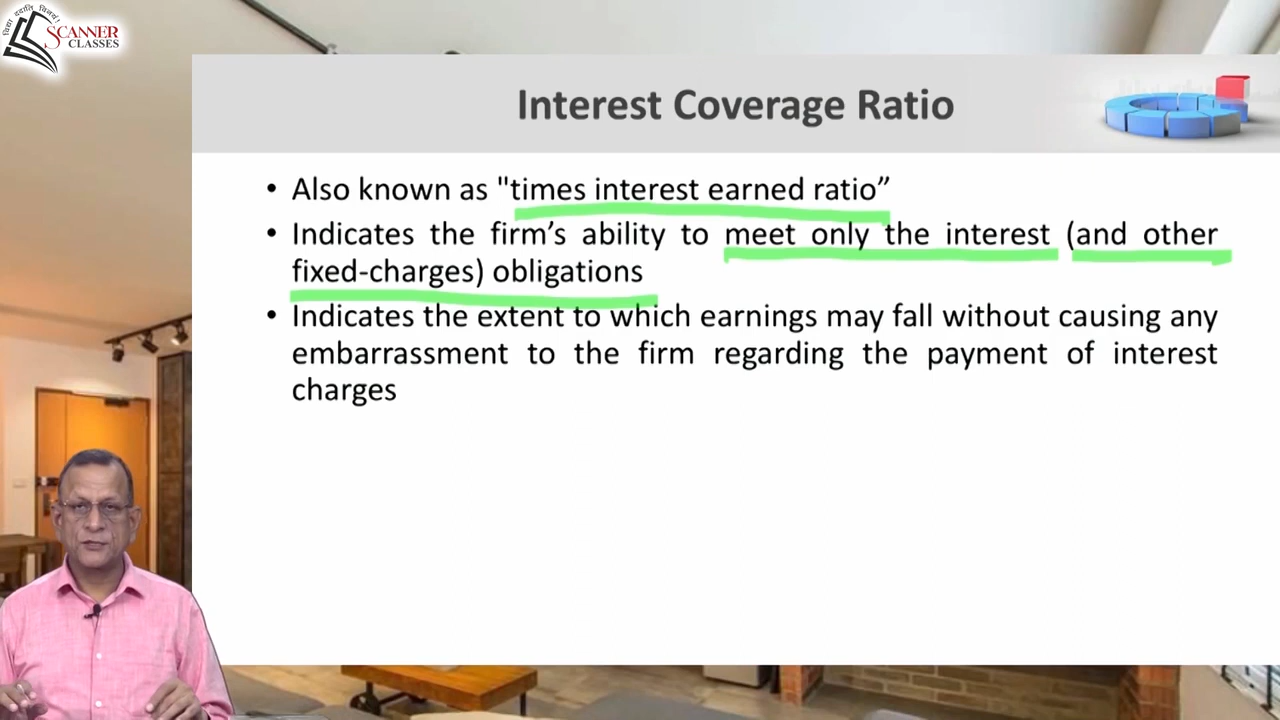 विद्या ददाति विनयं
SCANNER
CLASSES
Interest Coverage Ratio
• Also known as "times interest earned ratio”
• Indicates the firm’s ability to meet only the interest (and other
fixed-charges) obligations
• Indicates the extent to which earnings may fall without causing any
embarrassment to the firm regarding the payment of interest
charges